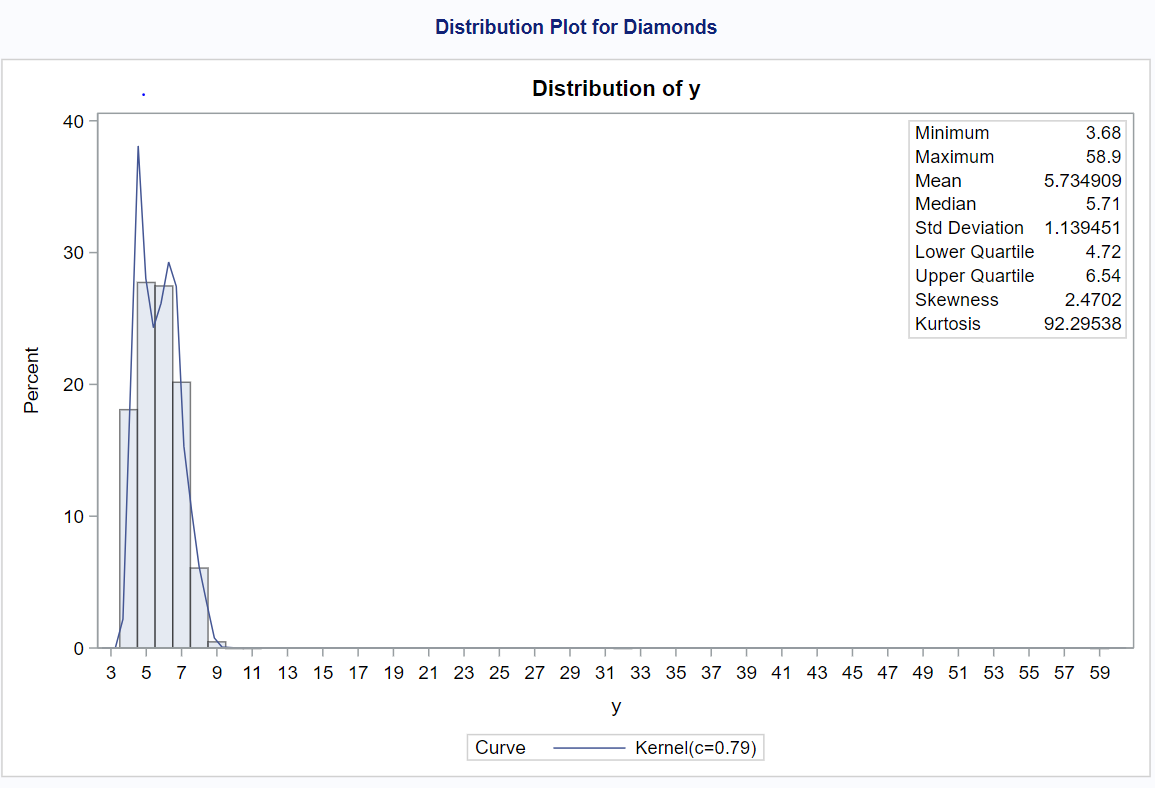 Distribution Plot for Diamonds
Distribution of y
Minimum 3.68
Maximum 58.9
Mean 5.734909
Median 5.71
Std Deviation 1.139451
Lower Quartile 4.72
Upper Quartile 6.54
Skewness 2.4702
Kurtosis 92.29538
Percent
40
30
20
10
0
3 5 7 9 11 13 15 17 19 21 23 25 27 29 31 33 35 37 39 41 43 45 47 49 51 53 55 57 59
y
Curve Kernel(c=0.79)